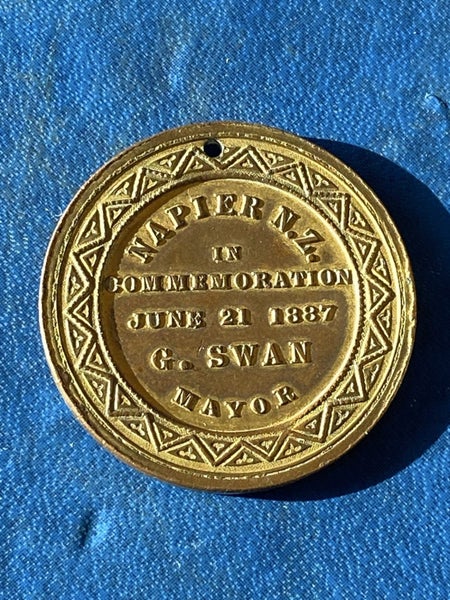 NAPIER N.Z.
IN
COMMEMORATION
JUNE 21 1887
G. SWAN
MAYOR